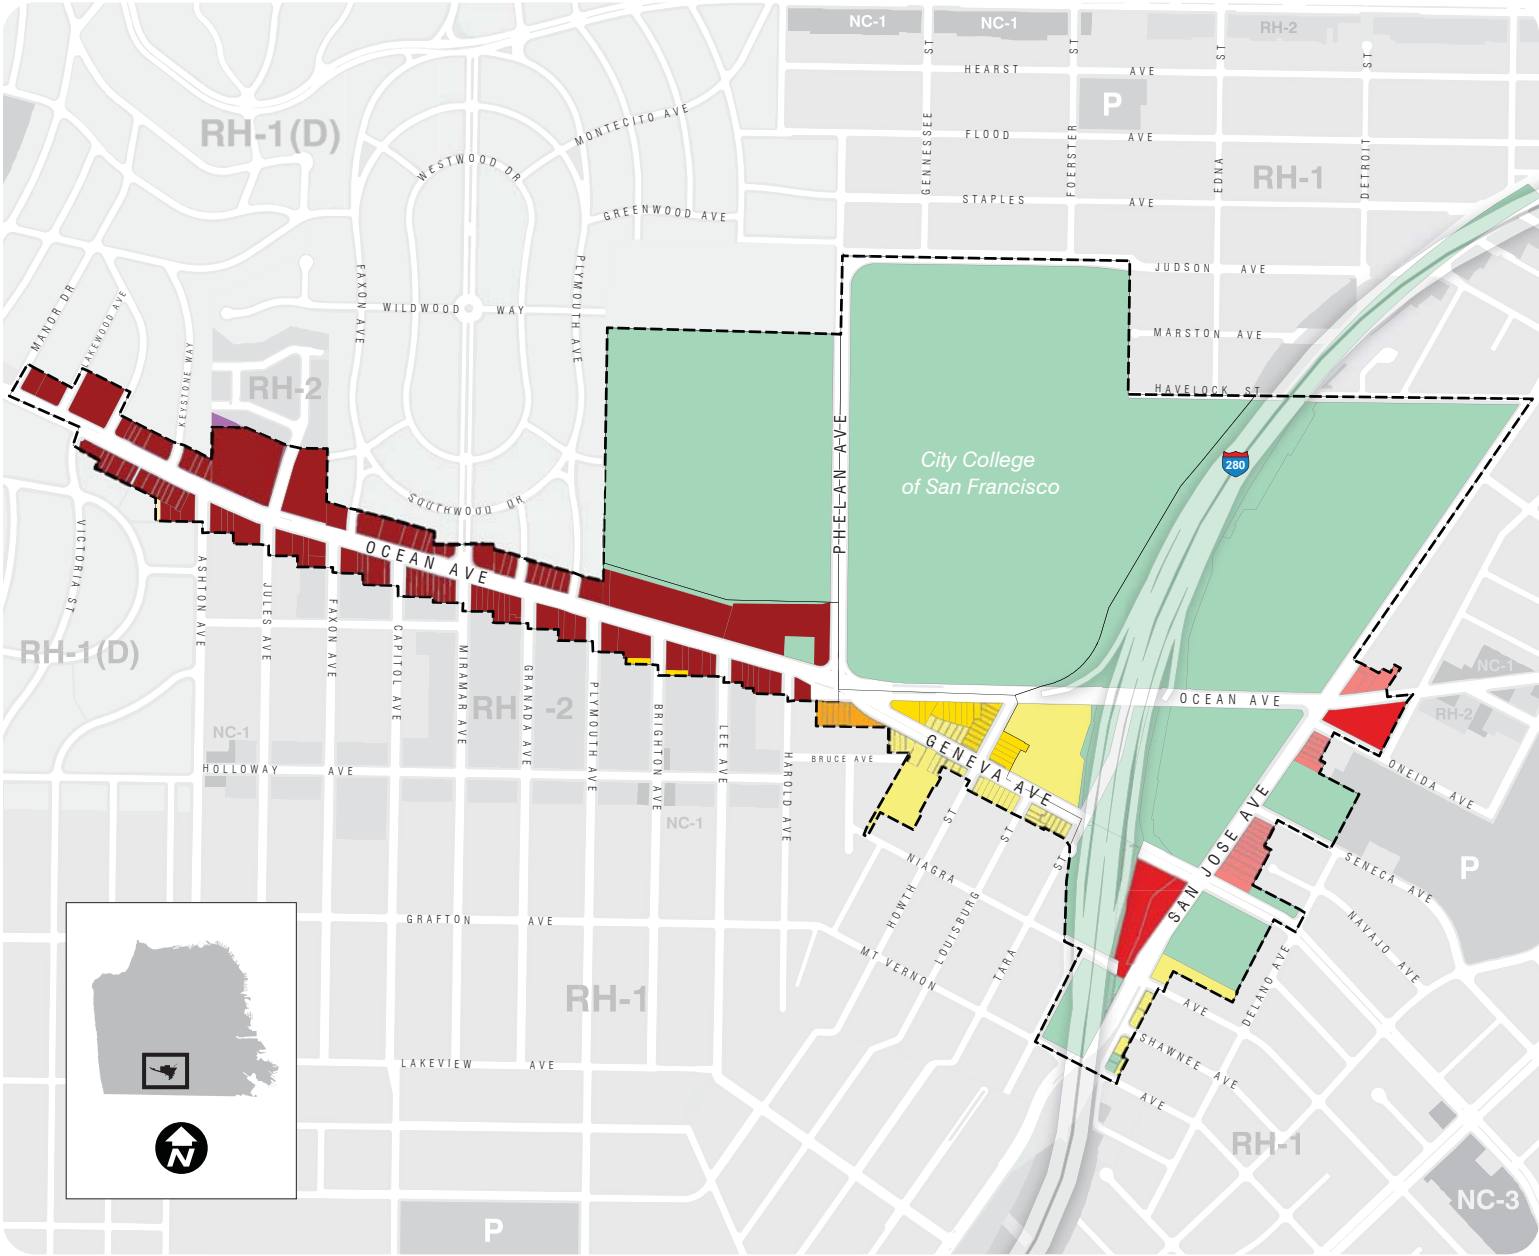 NC-1
NC-1
RH-2
ST
ST
ST
ST
HEARST AVE
P
MONTECITO AVE
RH-1(D)
FLOOD AVE
GENNESSEE
FOERSTER
EDNA
DETROIT
WESTWOOD DR
RH-1
STAPLES AVE
GREENWOOD AVE
JUDSON AVE
MANOR DR
LAKEWOOD AVE
KEYSTONE WAY
FAXON AVE
PLYMOUTH AVE
WILDWOOD WAY
MARSTON AVE
RH-2
HAVELOCK ST
PHELAN AVE
City College
of San Francisco
280
SOUTHWOOD DR
OCEAN AVE
VICTORIA ST
ASHTON AVE
JULES AVE
FAXON AVE
CAPITOL AVE
MIRAMAR AVE
GRANADA AVE
PLYMOUTH AVE
BRIGHTON AVE
LEE AVE
HAROLD AVE
RH-1(D)
NC-1
OCEAN AVE
RH-2
RH-2
NC-1
GENEVA AVE
BRUCE AVE
HOLLOWAY AVE
ONEIDA AVE
NC-1
SAN JOSE AVE
ST
ST
ST
NIAGRA
SENECA AVE
P
HOWTH
LOUISBURG
TARA
GRAFTON AVE
NAVAJO AVE
MT VERNON
DELANO AVE
AVE
RH-1
SHAWNEE AVE
LAKEVIEW AVE
AVE
RH-1
N
NC-3
P